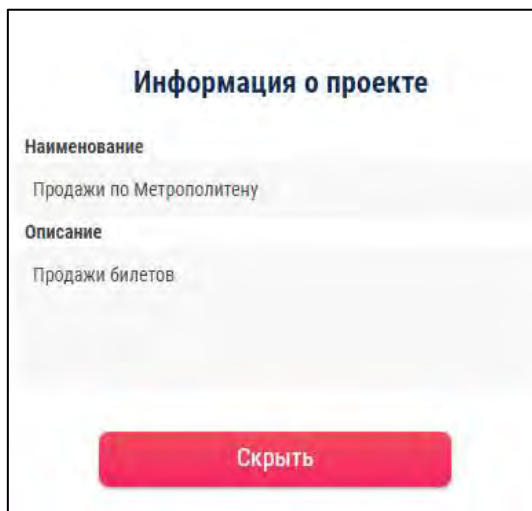 Информация о проекте
Наименование
Продажи по Метрополитену
Описание
Продажи билетов
Скрыть